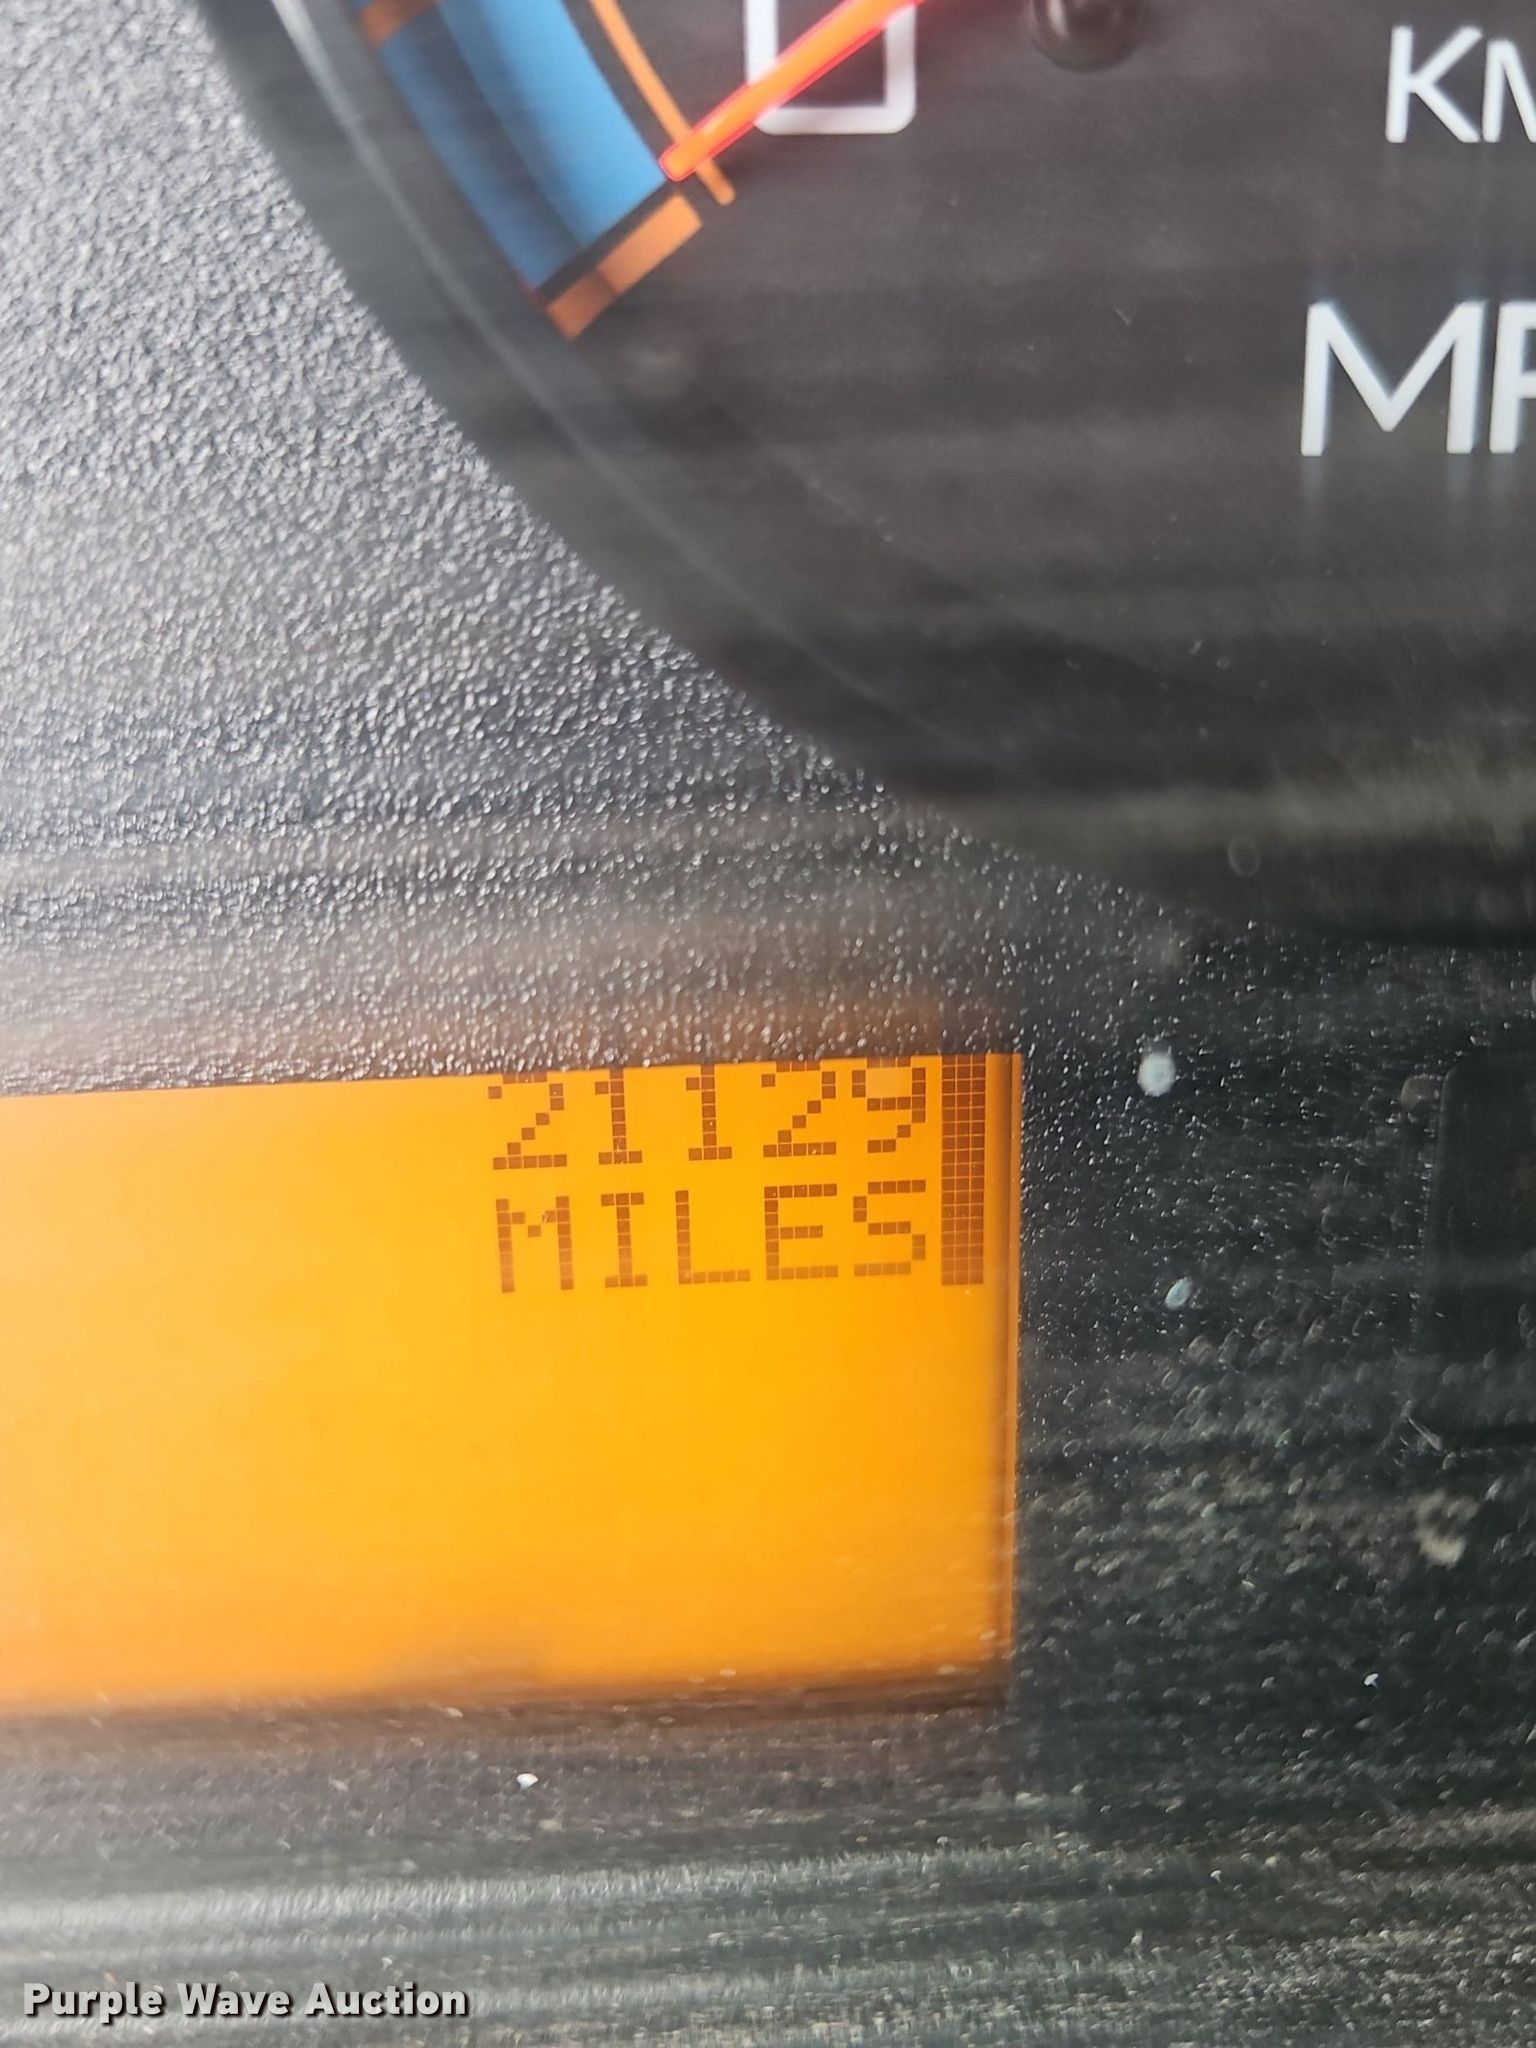 KM
MP
21129
MILES
Purple Wave Auction